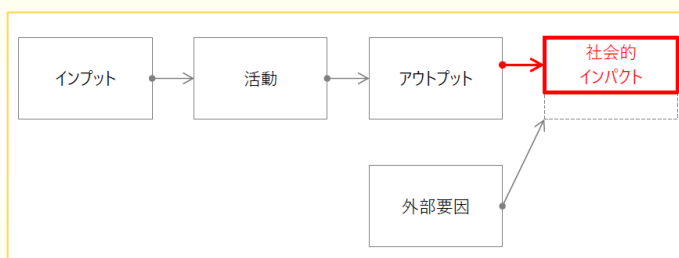 インプット
活動
アウトプット
社会的
インパクト
外部要因